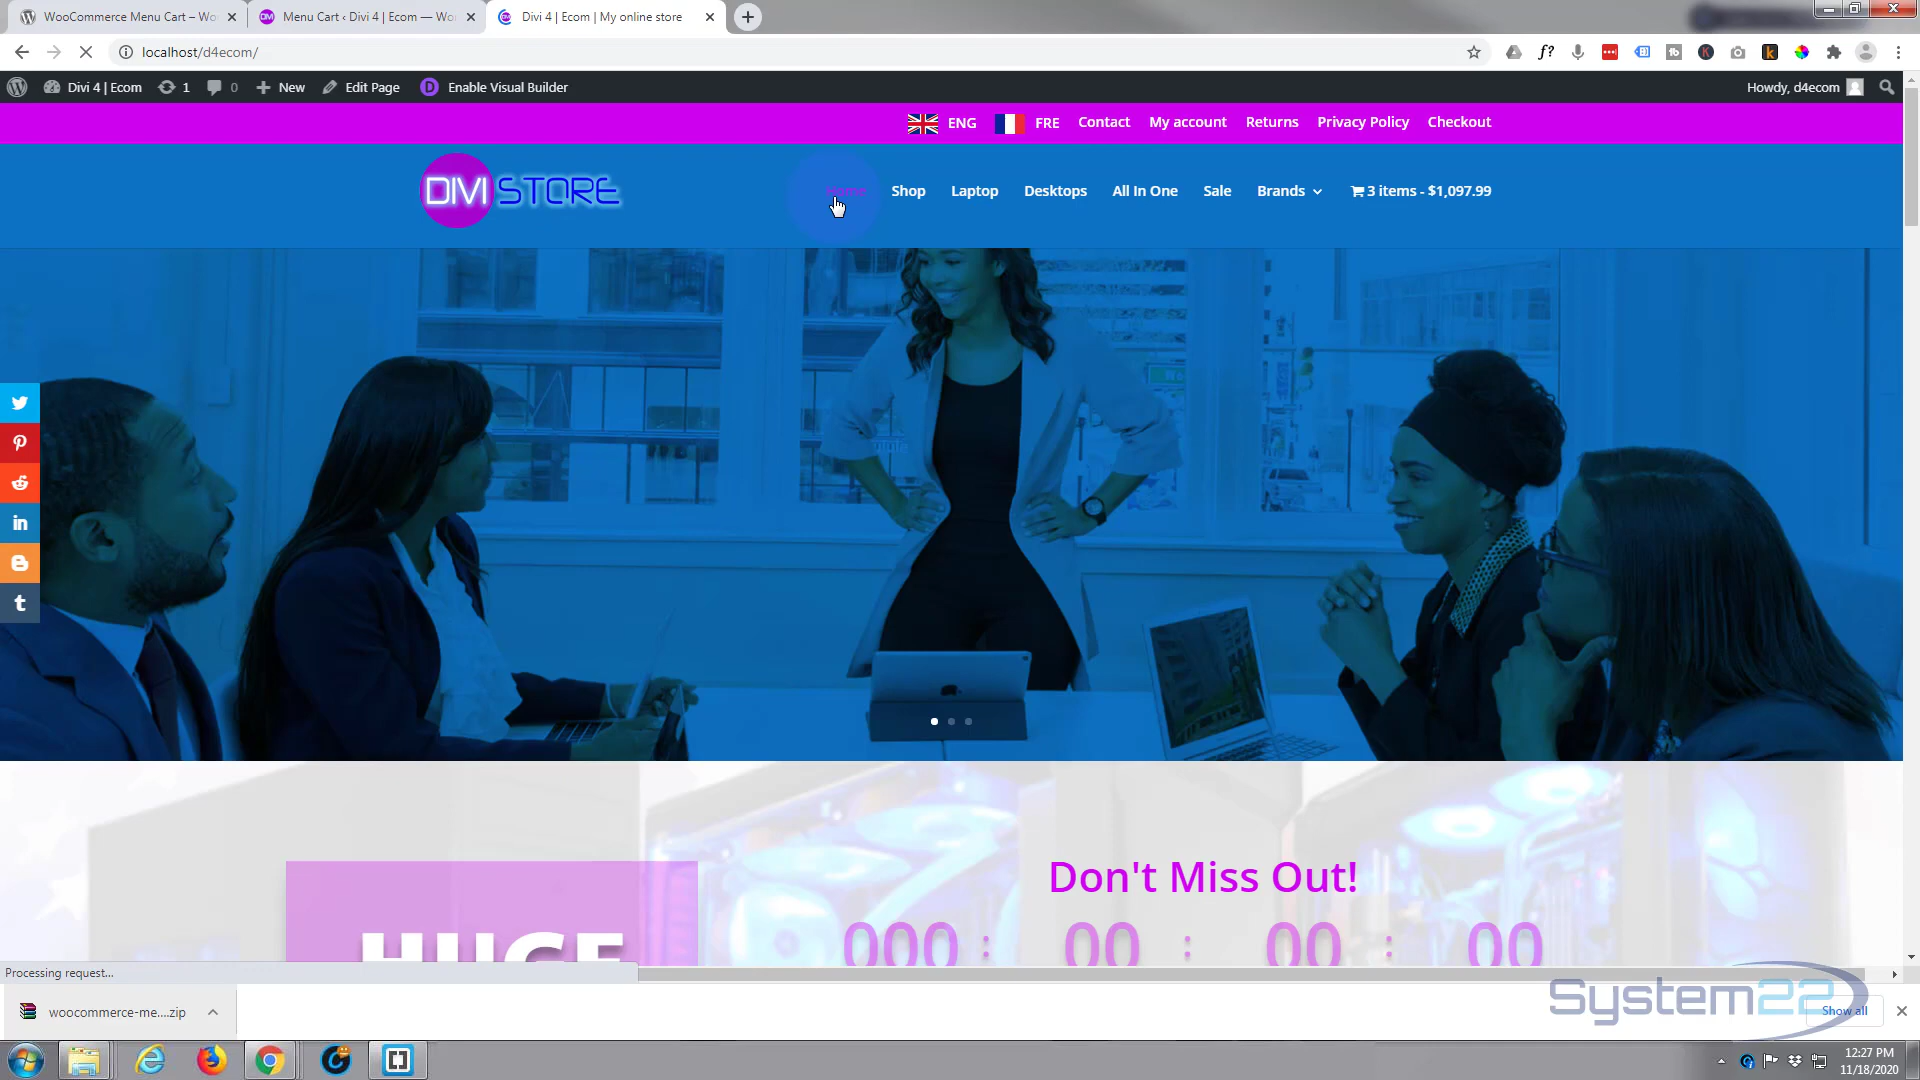 WooCommerce Menu Cart – Wo
Menu Cart ‹ Divi 4 | Ecom — Wor
Divi 4 | Ecom | My online store
localhost/d4ecom/
Divi 4 | Ecom
1
0
New
Edit Page
Enable Visual Builder
Howdy, d4ecom
ENG
FRE
Contact
My account
Returns
Privacy Policy
Checkout
DIVI STORE
Home
Shop
Laptop
Desktops
All In One
Sale
Brands
3 items - $1,097.99
Don't Miss Out!
HUGE
000 : 00 : 00 : 00
Processing request...
woocommerce-me....zip
System22
Show all
12:27 PM
11/18/2020